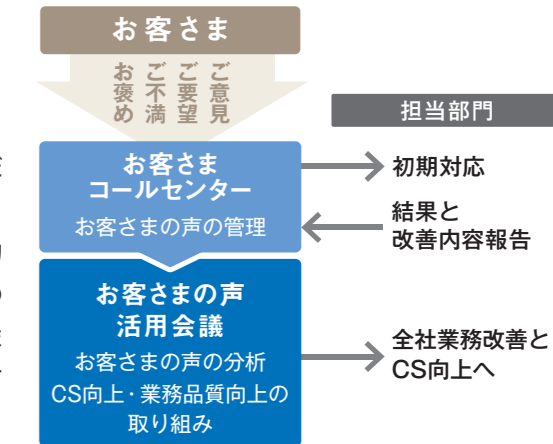 お客さま
ご意見
ご要望
ご不満
お褒め
担当部門
お客さま
コールセンター
お客さまの声の管理
初期対応
結果と
改善内容報告
お客さまの声
活用会議
お客さまの声の分析
CS向上・業務品質向上の
取り組み
全社業務改善と
CS向上へ